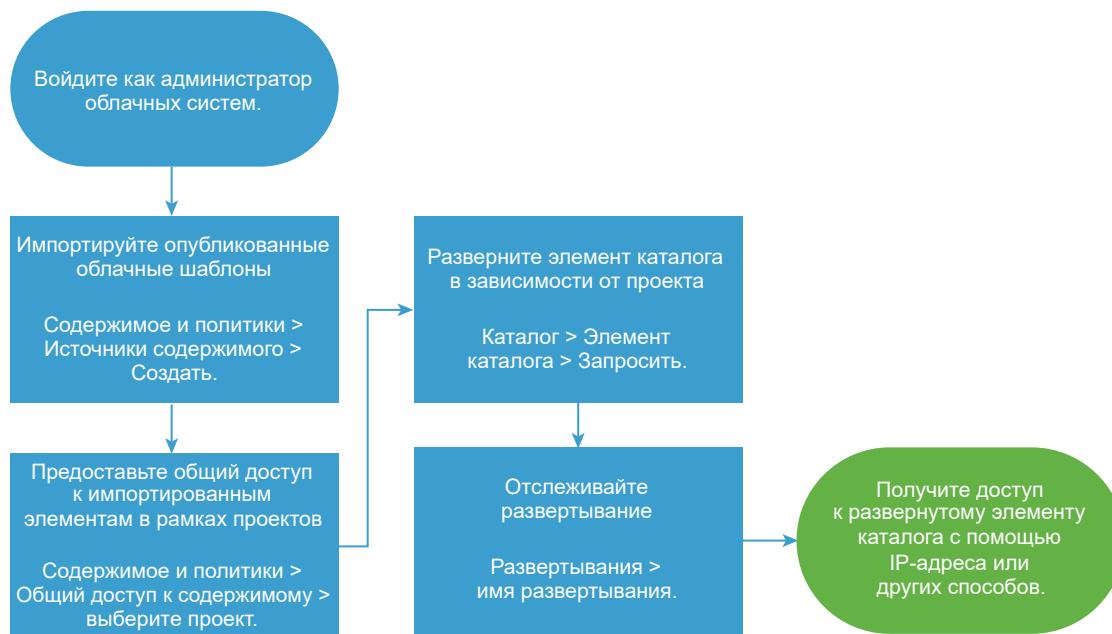 Войдите как администратор
облачных систем.
Импортируйте опубликованные
облачные шаблоны
Содержимое и политики >
Источники содержимого >
Создать.
Предоставьте общий доступ
к импортированным
элементам в рамках проектов
Содержимое и политики >
Общий доступ к содержимому >
выберите проект.
Разверните элемент каталога
в зависимости от проекта
Каталог > Элемент
каталога > Запросить.
Отслеживайте
развертывание
Развертывания >
имя развертывания.
Получите доступ
к развернутому элементу
каталога с помощью
IP-адреса или
других способов.